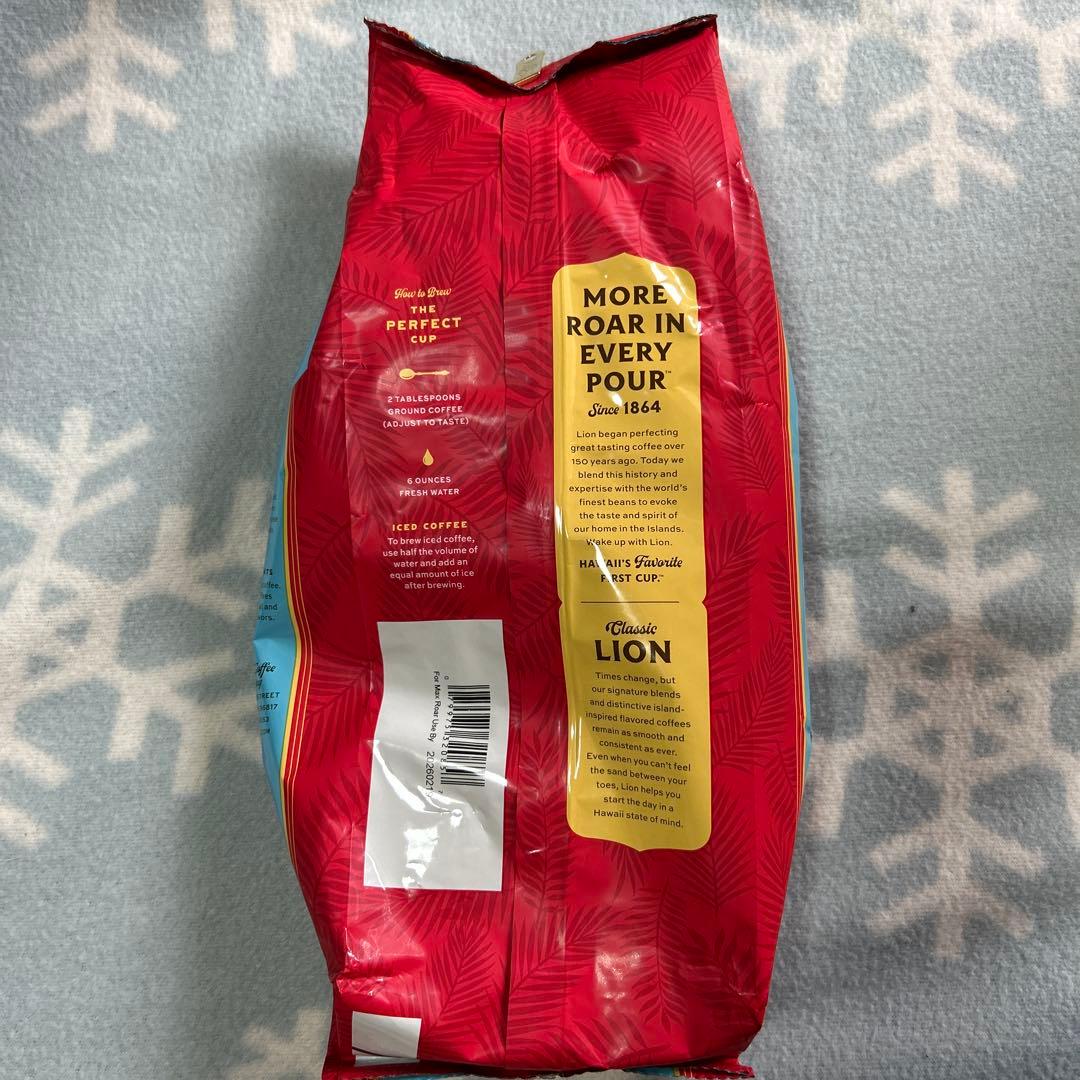 How to Brew
THE
PERFECT
CUP
2 TABLESPOONS
GROUND COFFEE
(ADJUST TO TASTE)
6 OUNCES
FRESH WATER
ICED COFFEE
To brew iced coffee,
use half the volume of
water and add an
equal amount of ice
after brewing.
For Max Roar Use By
MORE
ROAR IN
EVERY
POUR™
Since 1864
Lion began perfecting
great tasting coffee over
150 years ago. Today we
blend this history and
expertise with the world's
finest beans to evoke
the taste and spirit of
our home in the Islands.
Wake up with Lion.
HAWAII'S Favorite
FIRST CUP.™
Classic
LION
Times change, but
our signature blends
and distinctive island-
inspired flavored coffees
remain as smooth and
consistent as ever.
Even when you can't feel
the sand between your
toes, Lion helps you
start the day in a
Hawaii state of mind.